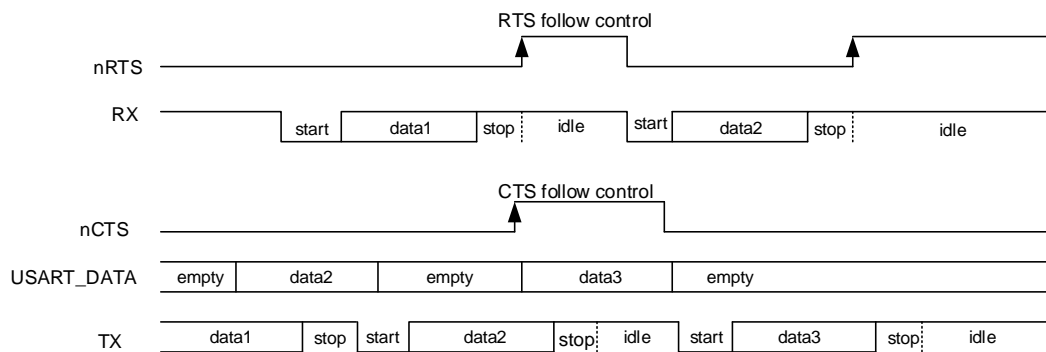 RTS follow control
nRTS
RX start data1 stop idle start data2 stop idle
CTS follow control
nCTS
USART_DATA empty data2 empty data3 empty
TX data1 stop start data2 stop idle start data3 stop idle